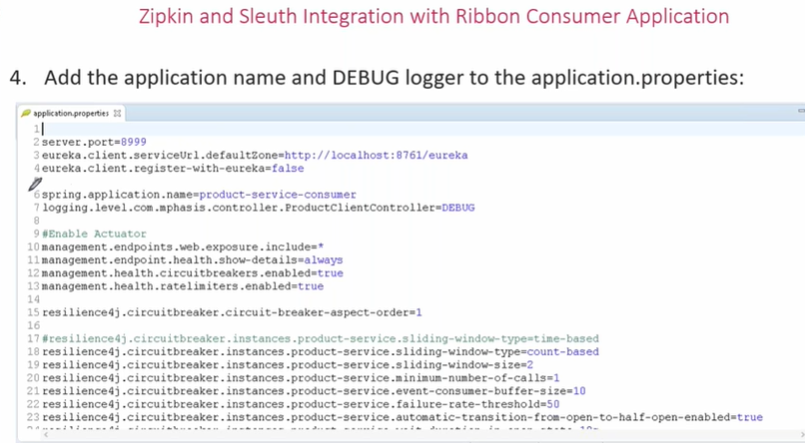 Zipkin and Sleuth Integration with Ribbon Consumer Application
4. Add the application name and DEBUG logger to the application.properties:
application.properties
1
2 server.port=8999
3 eureka.client.serviceUrl.defaultZone=http://localhost:8761/eureka
4 eureka.client.register-with-eureka=false
6 spring.application.name=product-service-consumer
7 logging.level.com.mphasis.controller.ProductClientController=DEBUG
8
9 #Enable Actuator
10 management.endpoints.web.exposure.include=*
11 management.endpoint.health.show-details=always
12 management.health.circuitbreakers.enabled=true
13 management.health.ratelimiters.enabled=true
14
15 resilience4j.circuitbreaker.circuit-breaker-aspect-order=1
16
17 #resilience4j.circuitbreaker.instances.product-service.sliding-window-type=time-based
18 resilience4j.circuitbreaker.instances.product-service.sliding-window-type=count-based
19 resilience4j.circuitbreaker.instances.product-service.sliding-window-size=2
20 resilience4j.circuitbreaker.instances.product-service.minimum-number-of-calls=1
21 resilience4j.circuitbreaker.instances.product-service.event-consumer-buffer-size=10
22 resilience4j.circuitbreaker.instances.product-service.failure-rate-threshold=50
23 resilience4j.circuitbreaker.instances.product-service.automatic-transition-from-open-to-half-open-enabled=true